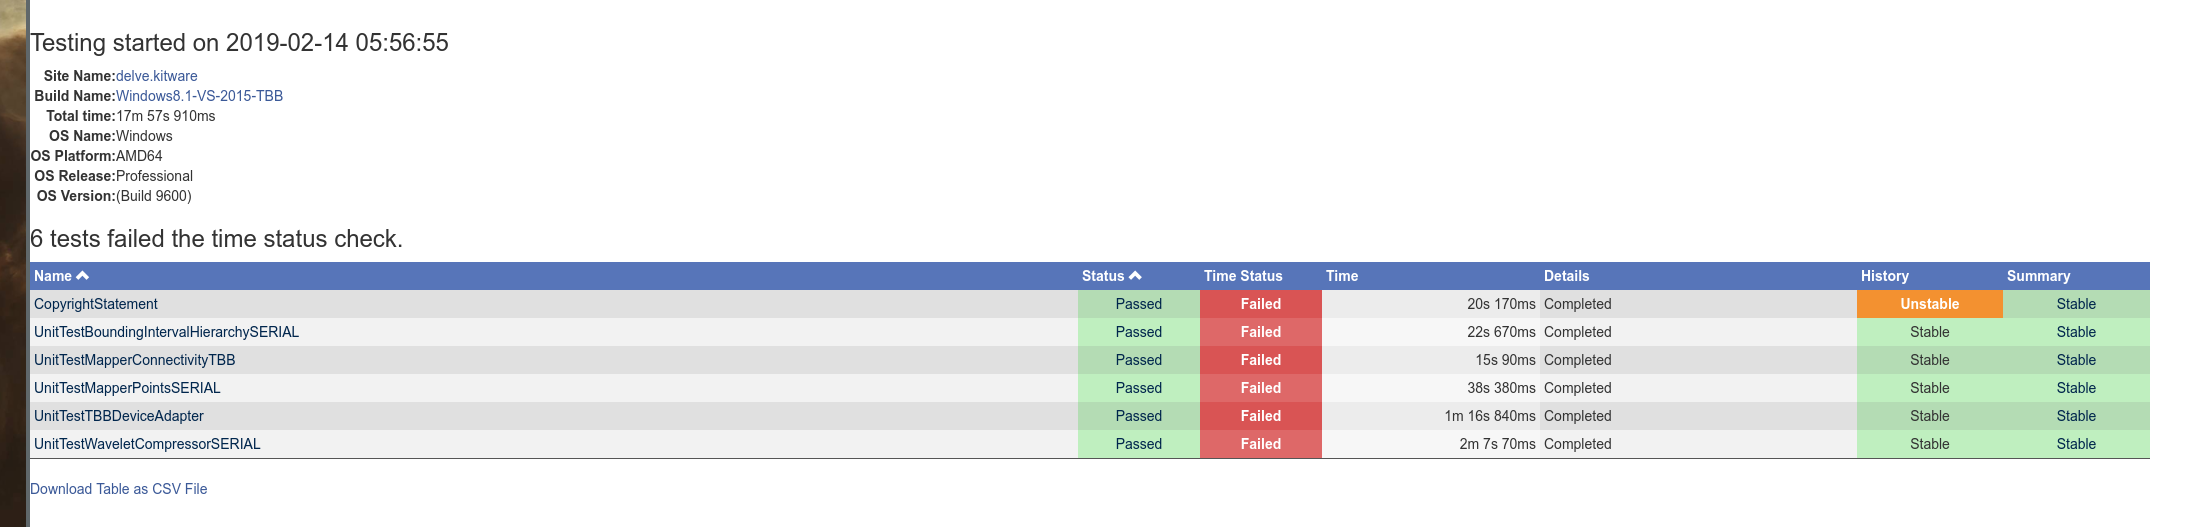 Testing started on 2019-02-14 05:56:55
Site Name:delve.kitware
Build Name:Windows8.1-VS-2015-TBB
Total time:17m 57s 910ms
OS Name:Windows
OS Platform:AMD64
OS Release:Professional
OS Version:(Build 9600)
6 tests failed the time status check.
Name Status Time Status Time Details History Summary
CopyrightStatement Passed Failed 20s 170ms Completed Unstable Stable
UnitTestBoundingIntervalHierarchySERIAL Passed Failed 22s 670ms Completed Stable Stable
UnitTestMapperConnectivityTBB Passed Failed 15s 90ms Completed Stable Stable
UnitTestMapperPointsSERIAL Passed Failed 38s 380ms Completed Stable Stable
UnitTestTBBDeviceAdapter Passed Failed 1m 16s 840ms Completed Stable Stable
UnitTestWaveletCompressorSERIAL Passed Failed 2m 7s 70ms Completed Stable Stable
Download Table as CSV File